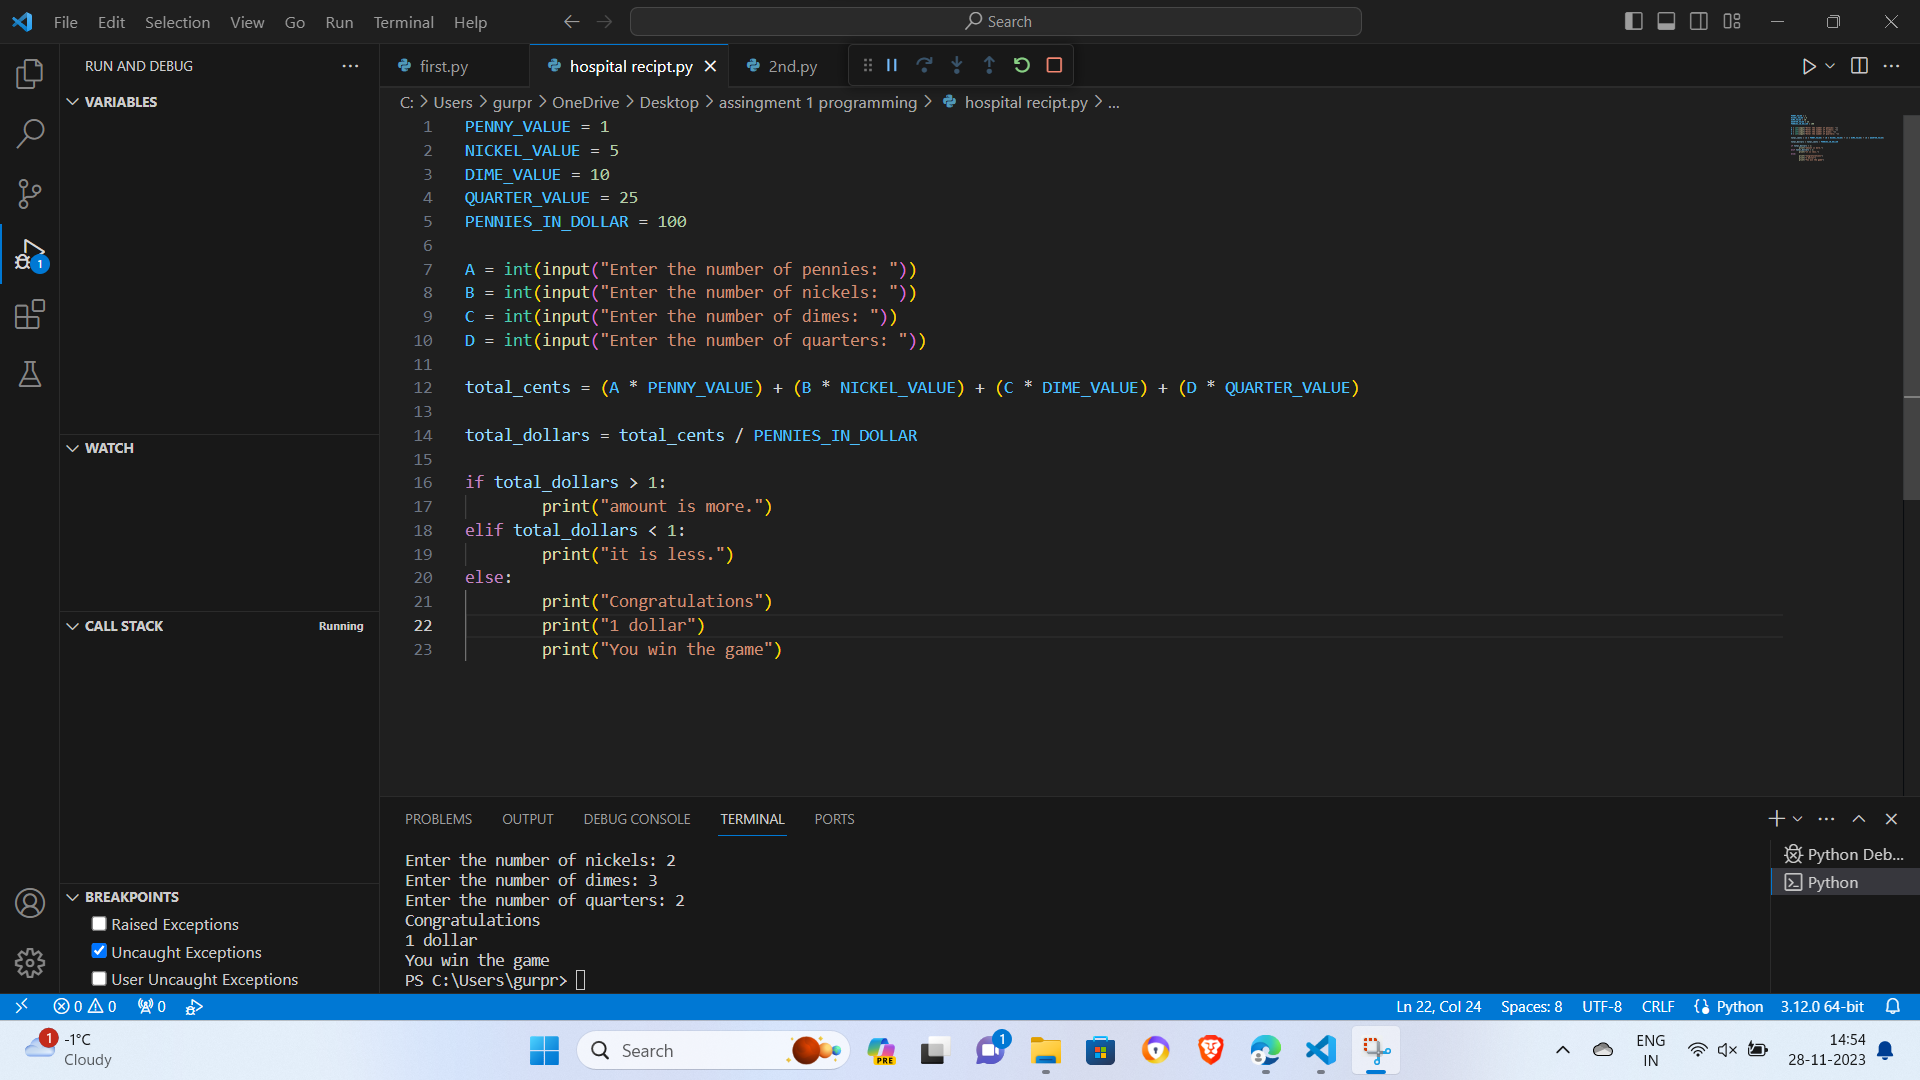 File Edit Selection View Go Run Terminal Help
Search
RUN AND DEBUG
first.py
hospital recipt.py
2nd.py
VARIABLES
C: > Users > gurpr > OneDrive > Desktop > assingment 1 programming > hospital recipt.py > ...
1 PENNY_VALUE = 1
2 NICKEL_VALUE = 5
3 DIME_VALUE = 10
4 QUARTER_VALUE = 25
5 PENNIES_IN_DOLLAR = 100
6
7 A = int(input("Enter the number of pennies: "))
8 B = int(input("Enter the number of nickels: "))
9 C = int(input("Enter the number of dimes: "))
10 D = int(input("Enter the number of quarters: "))
11
12 total_cents = (A * PENNY_VALUE) + (B * NICKEL_VALUE) + (C * DIME_VALUE) + (D * QUARTER_VALUE)
13
14 total_dollars = total_cents / PENNIES_IN_DOLLAR
15
16 if total_dollars > 1:
17 print("amount is more.")
18 elif total_dollars < 1:
19 print("it is less.")
20 else:
21 print("Congratulations")
22 print("1 dollar")
23 print("You win the game")
1
WATCH
CALL STACK Running
BREAKPOINTS
Raised Exceptions
Uncaught Exceptions
User Uncaught Exceptions
PROBLEMS OUTPUT DEBUG CONSOLE TERMINAL PORTS
Enter the number of nickels: 2
Enter the number of dimes: 3
Enter the number of quarters: 2
Congratulations
1 dollar
You win the game
PS C:\Users\gurpr>
Python Deb...
Python
0 0 0
Ln 22, Col 24 Spaces: 8 UTF-8 CRLF Python 3.12.0 64-bit
1
-1°C
Cloudy
Search
PRE
1
ENG
IN
14:54
28-11-2023